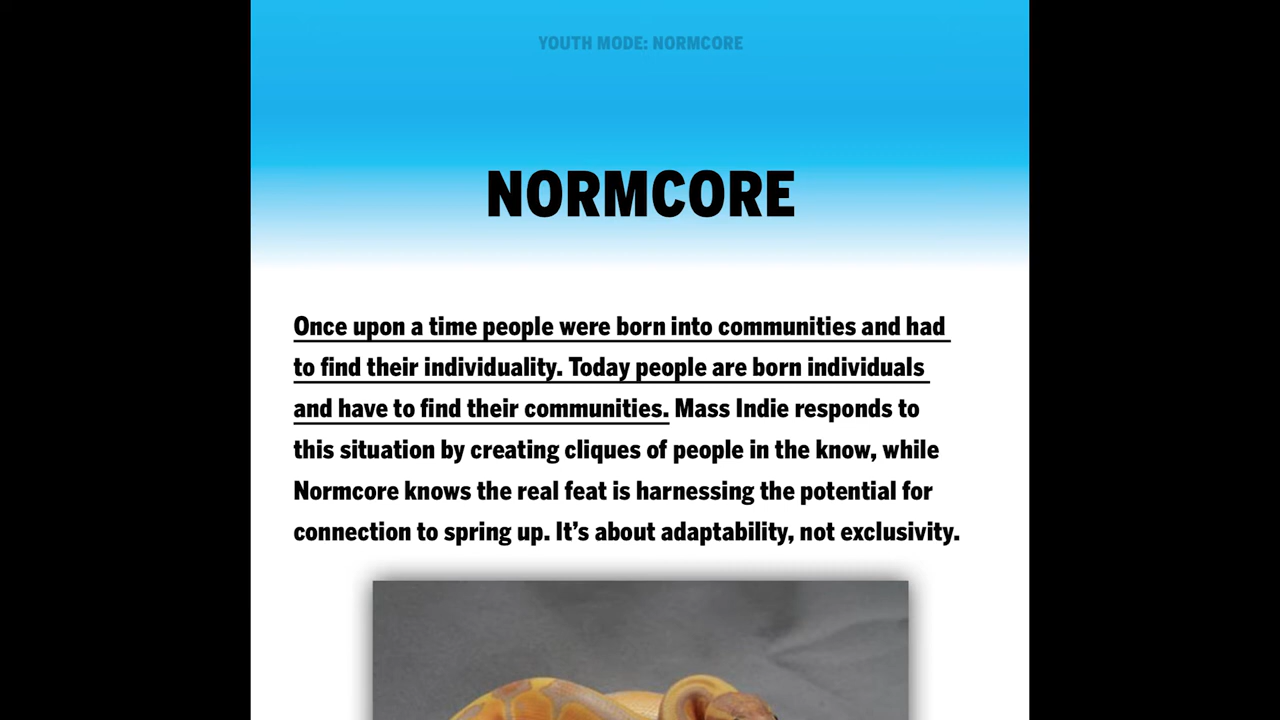 YOUTH MODE: NORMCORE
NORMCORE
Once upon a time people were born into communities and had
to find their individuality. Today people are born individuals
and have to find their communities. Mass Indie responds to
this situation by creating cliques of people in the know, while
Normcore knows the real feat is harnessing the potential for
connection to spring up. It’s about adaptability, not exclusivity.